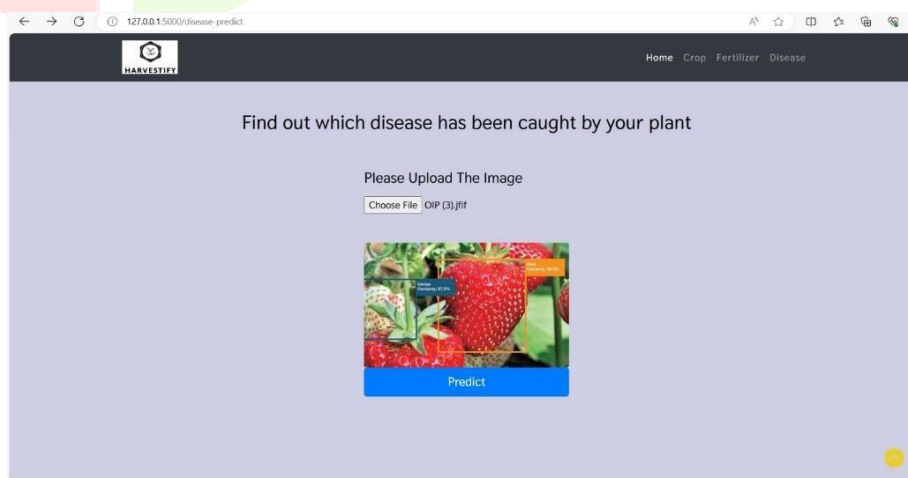 127.0.0.1:5000/disease-predict
HARVESTIFY
Home Crop Fertilizer Disease
Find out which disease has been caught by your plant
Please Upload The Image
Choose File OIP (3).jfif
Predict